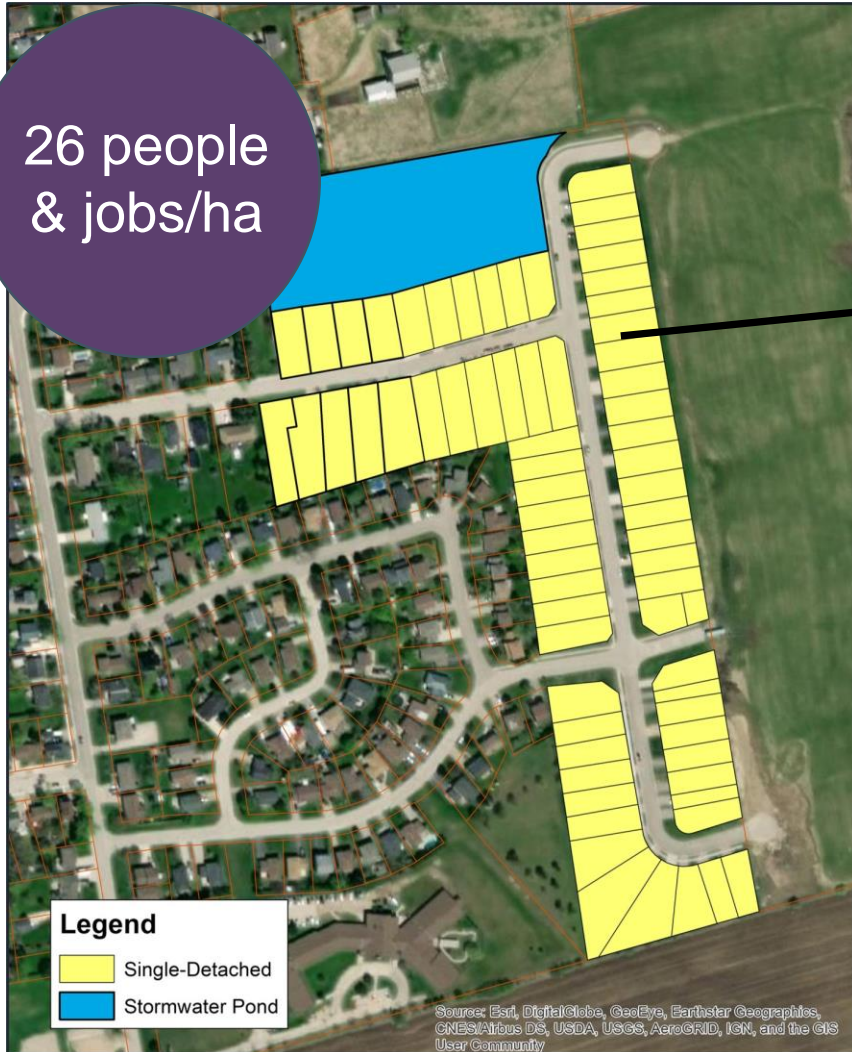 26 people
& jobs/ha
Legend
Single-Detached
Stormwater Pond
Source: Esri, DigitalGlobe, GeoEye, Earthstar Geographics,
CNES/Airbus DS, USDA, USGS, AeroGRID, IGN, and the GIS
User Community